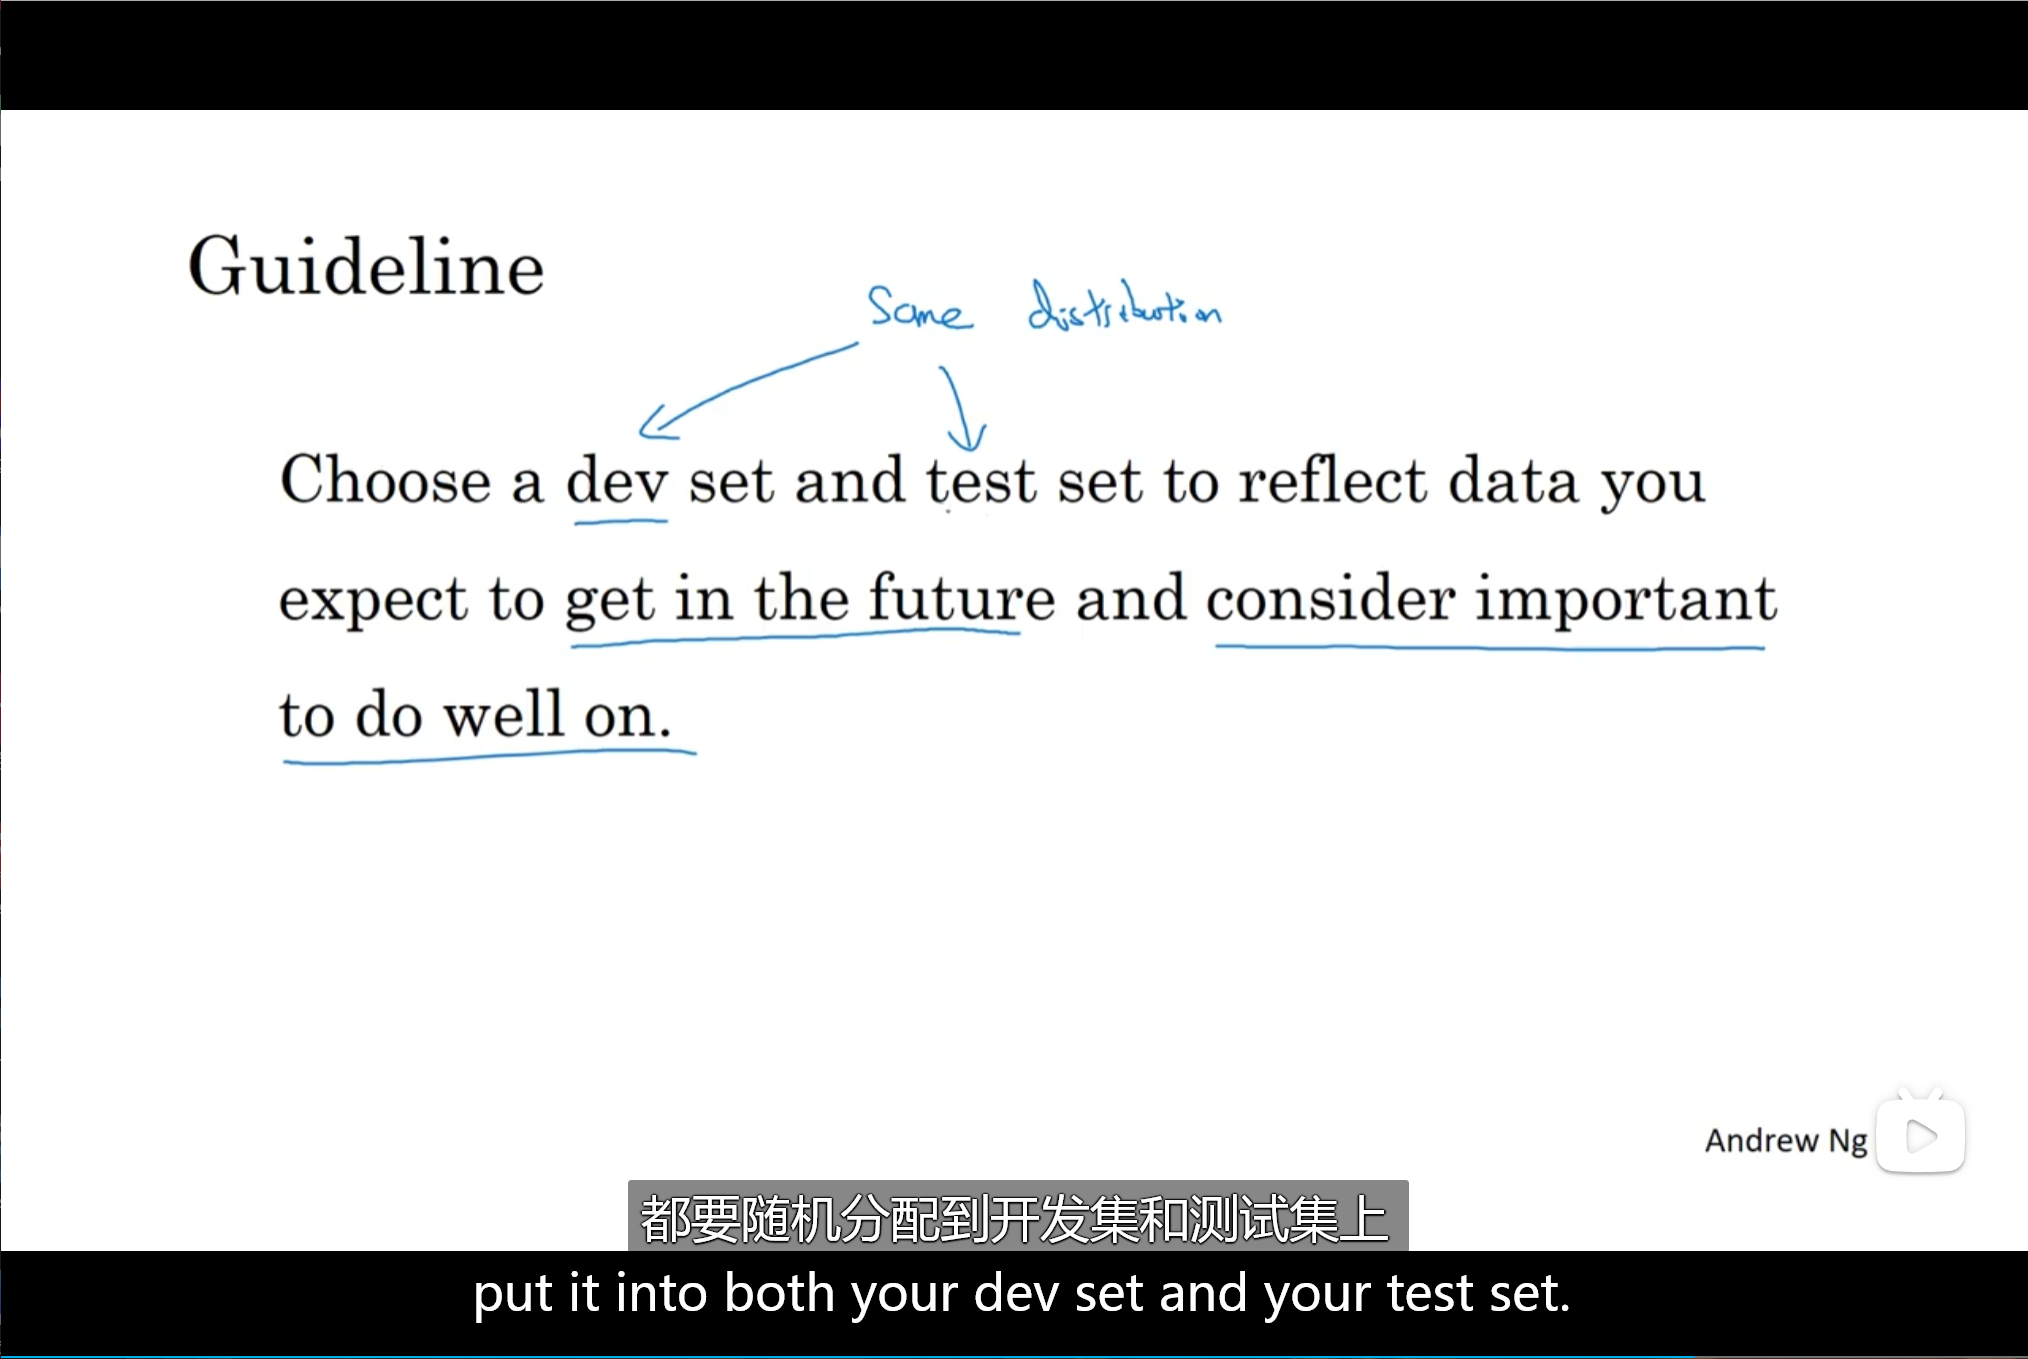 Guideline
Same distribution
Choose a dev set and test set to reflect data you
expect to get in the future and consider important
to do well on.
Andrew Ng
都要随机分配到开发集和测试集上
put it into both your dev set and your test set.